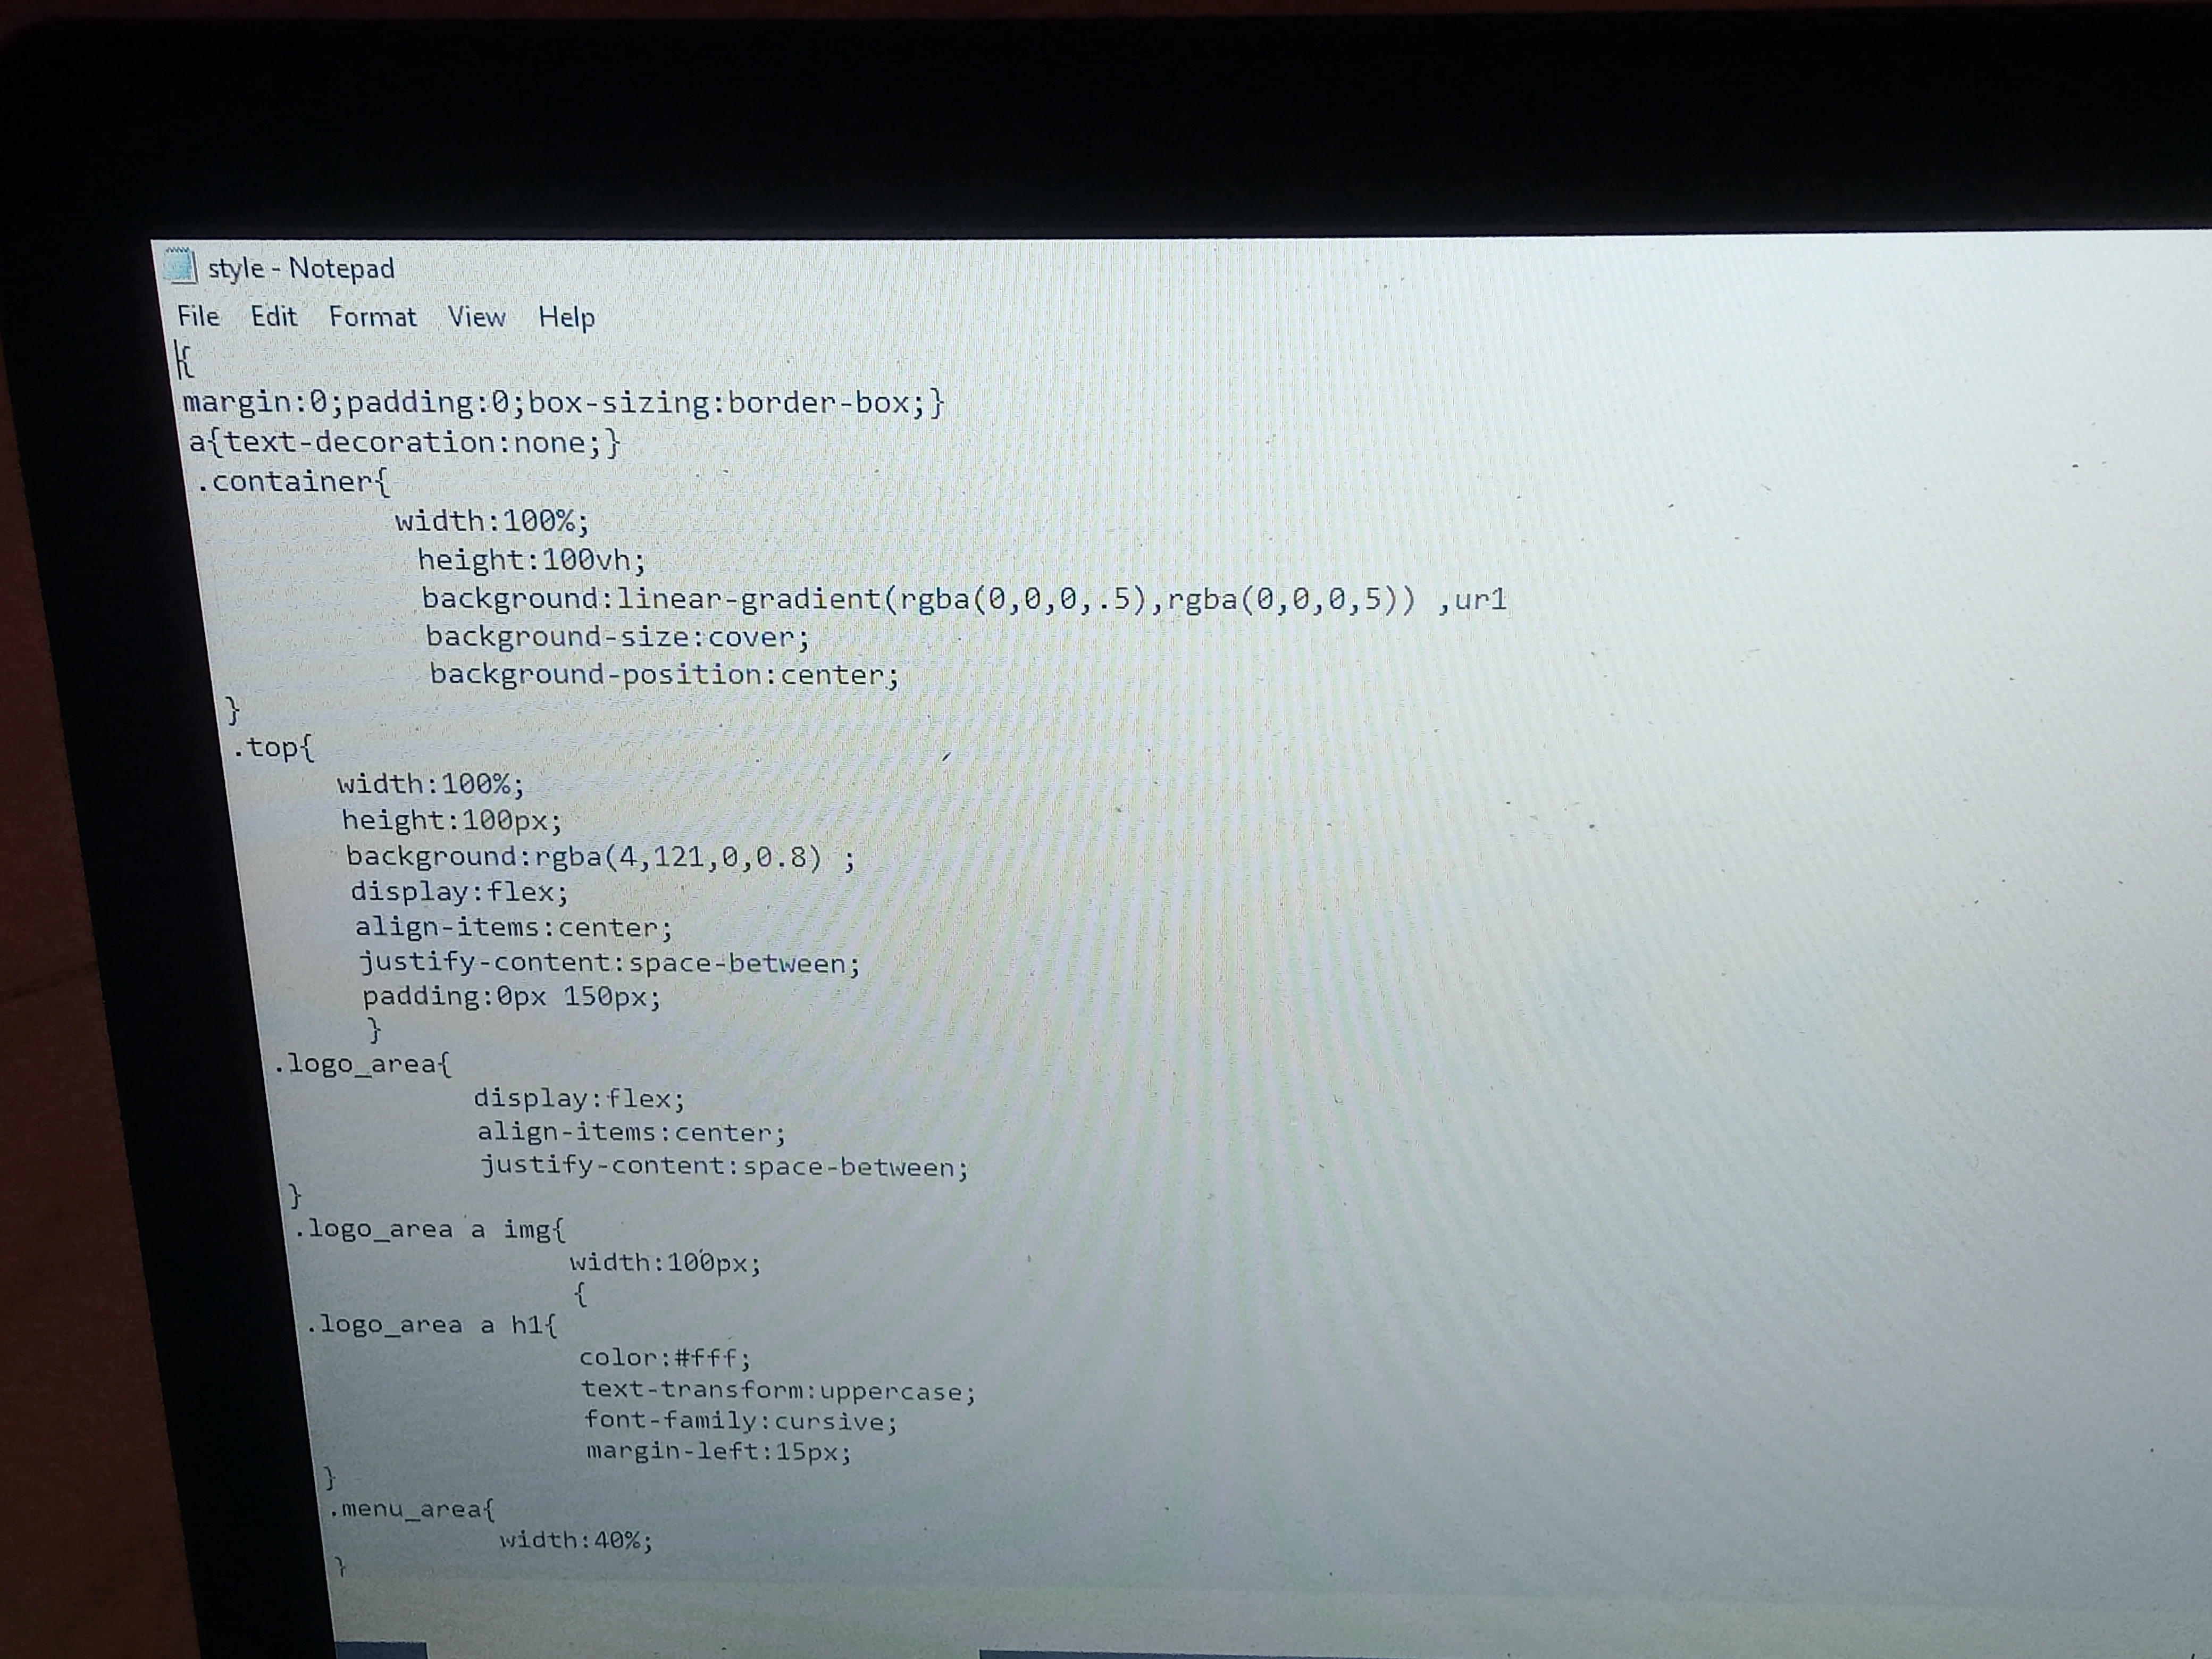 style - Notepad
File Edit Format View Help
{
margin:0;padding:0;box-sizing:border-box;}
a{text-decoration:none;}
.container{
width:100%;
height:100vh;
background:linear-gradient(rgba(0,0,0,.5),rgba(0,0,0,5)) ,ur1
background-size:cover;
background-position:center;
}
.top{
width:100%;
height:100px;
background:rgba(4,121,0,0.8) ;
display:flex;
align-items:center;
justify-content:space-between;
padding:0px 150px;
}
.logo_area{
display:flex;
align-items:center;
justify-content:space-between;
}
.logo_area a img{
width:100px;
{
.logo_area a h1{
color:#fff;
text-transform:uppercase;
font-family:cursive;
margin-left:15px;
}
.menu_area{
width:40%;
}